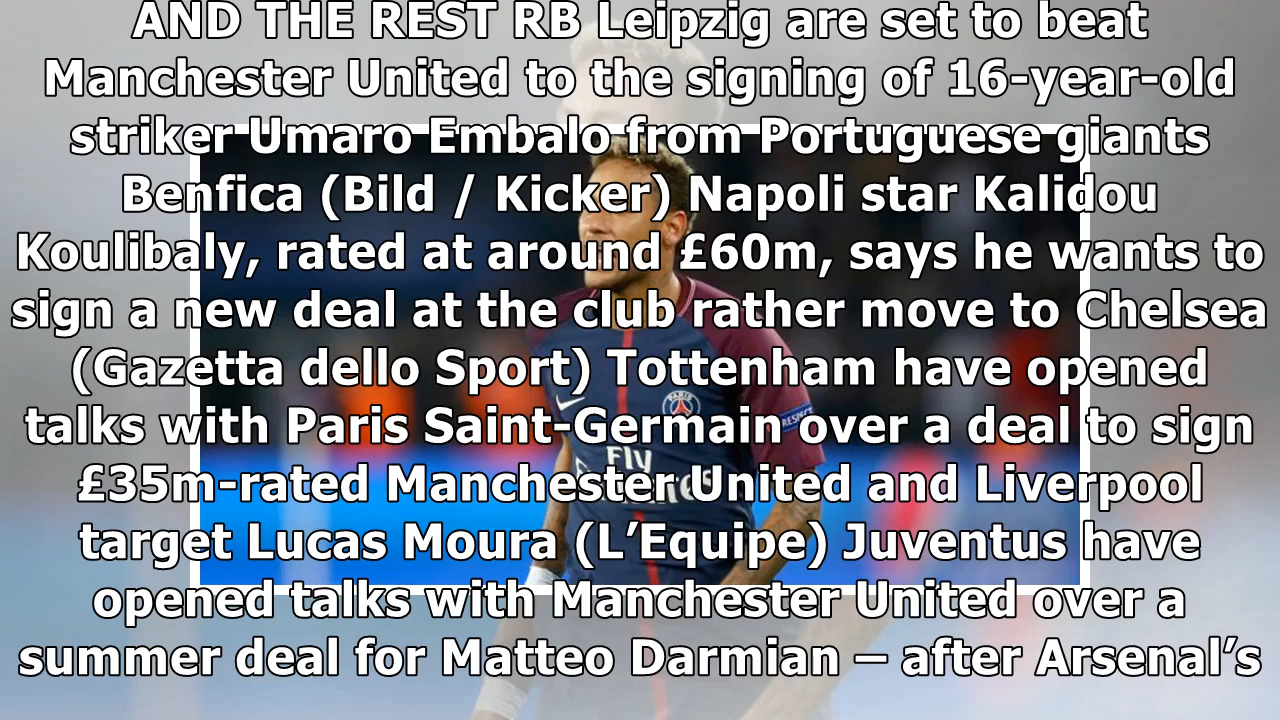 AND THE REST RB Leipzig are set to beat
Manchester United to the signing of 16-year-old
striker Umaro Embalo from Portuguese giants
Benfica (Bild / Kicker) Napoli star Kalidou
Koulibaly, rated at around £60m, says he wants to
sign a new deal at the club rather move to Chelsea
(Gazetta dello Sport) Tottenham have opened
talks with Paris Saint-Germain over a deal to sign
£35m-rated Manchester United and Liverpool
target Lucas Moura (L’Equipe) Juventus have
opened talks with Manchester United over a
summer deal for Matteo Darmian – after Arsenal’s
PARIS
RESPECT
Fly